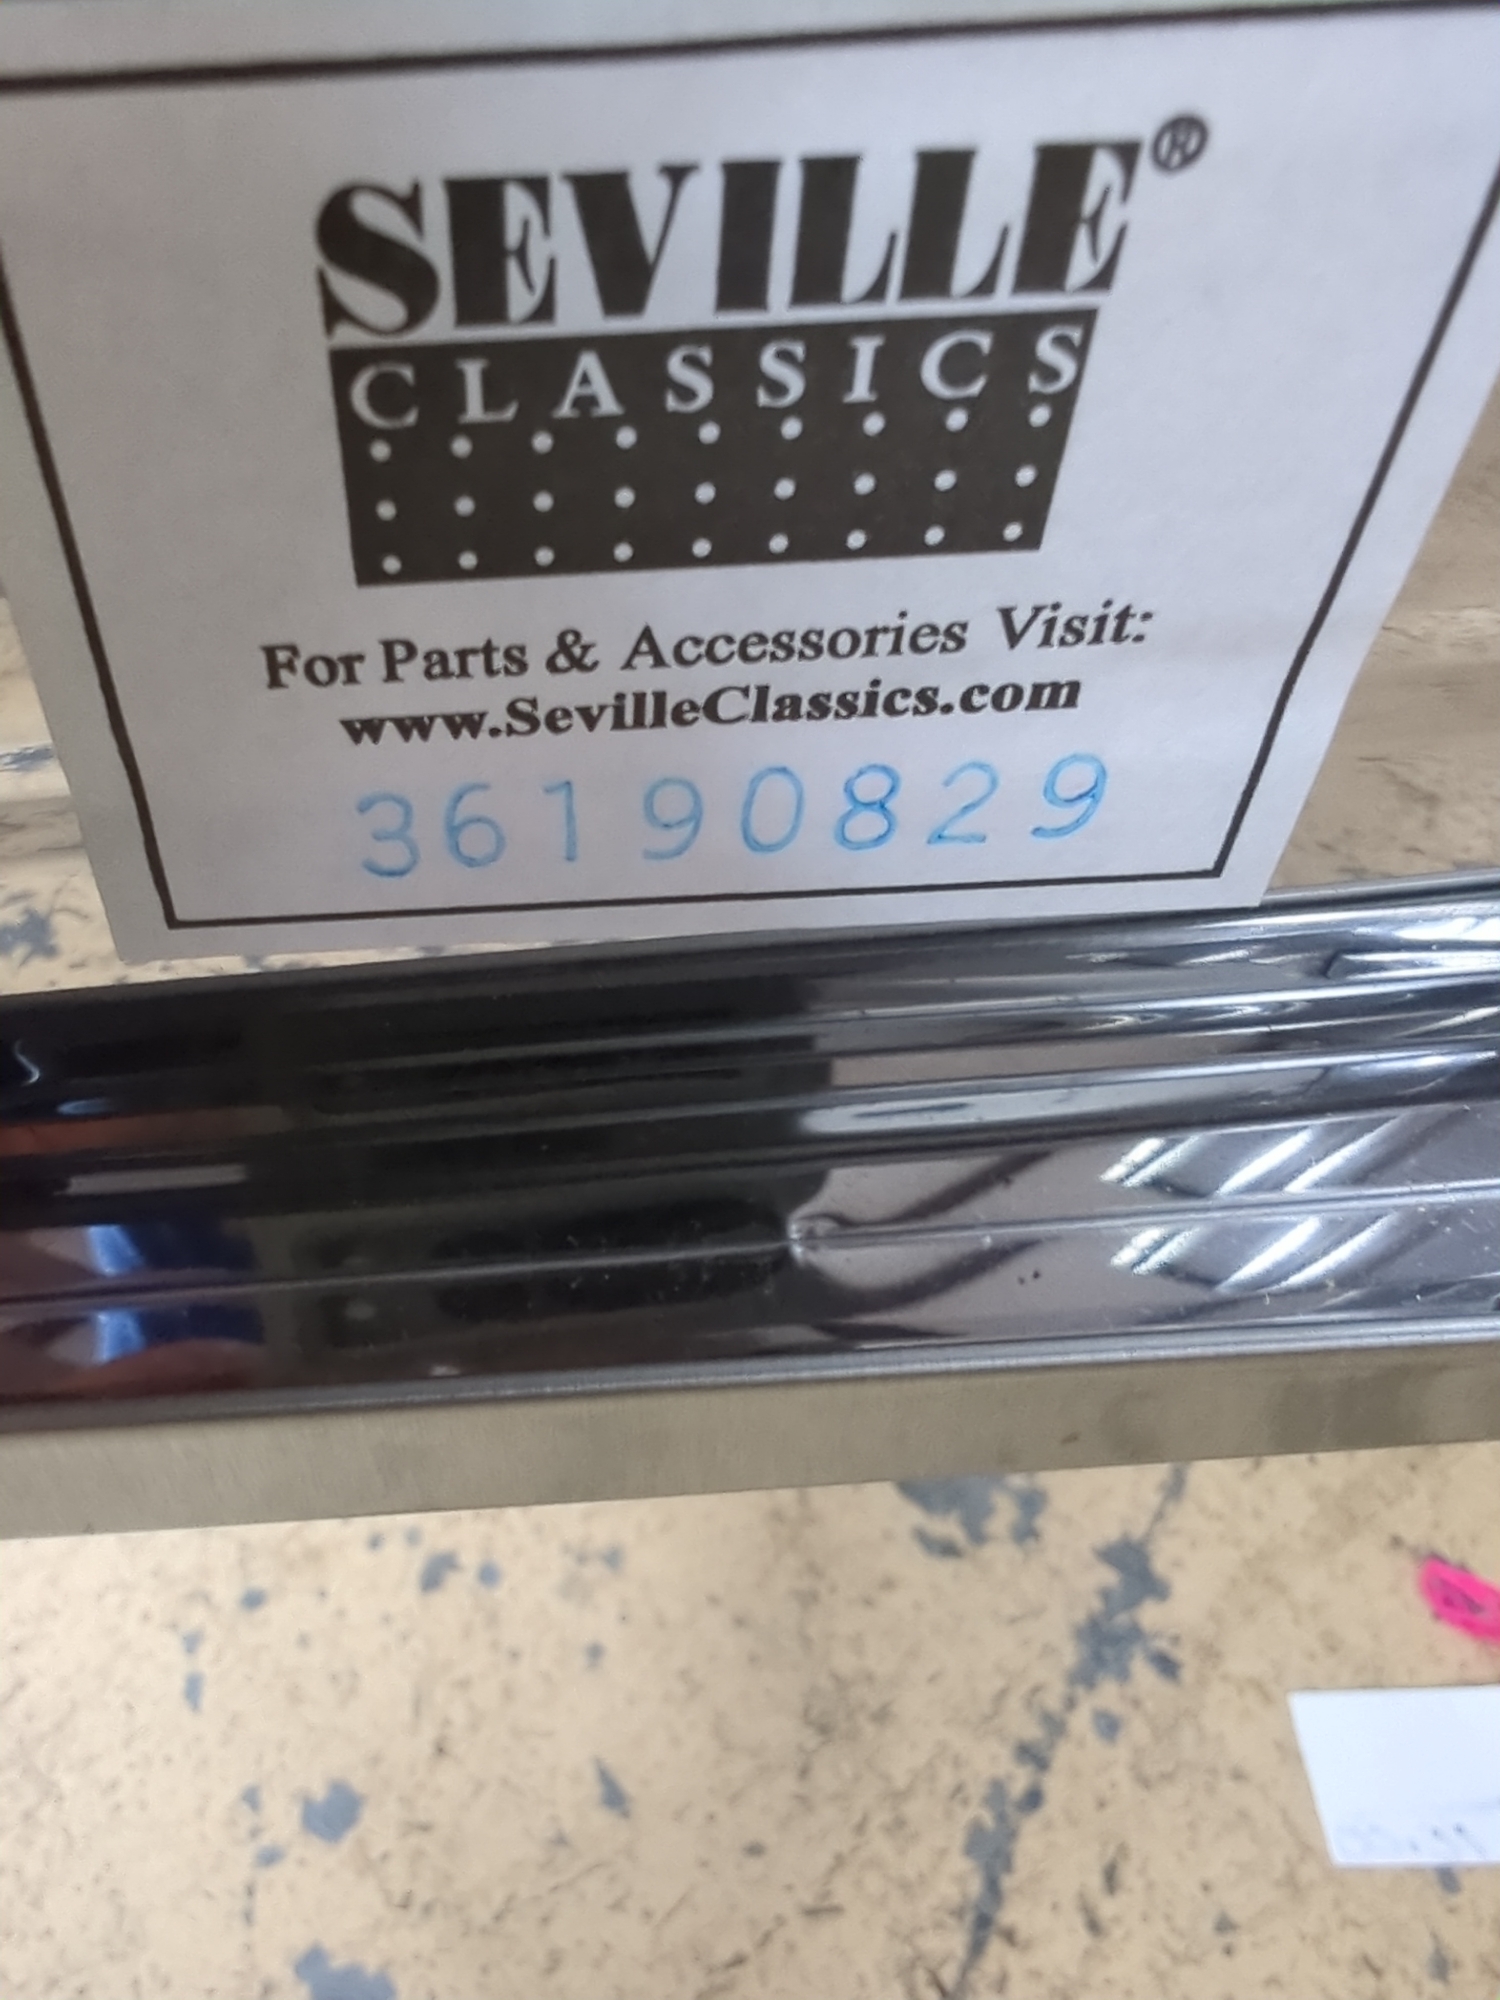 SEVILLE®
CLASSICS
For Parts & Accessories Visit:
www.SevilleClassics.com
36190829